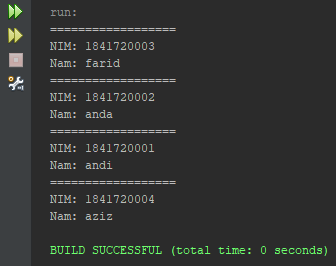 run:
==================
NIM: 1841720003
Nam: farid
==================
NIM: 1841720002
Nam: anda
==================
NIM: 1841720001
Nam: andi
==================
NIM: 1841720004
Nam: aziz
BUILD SUCCESSFUL (total time: 0 seconds)